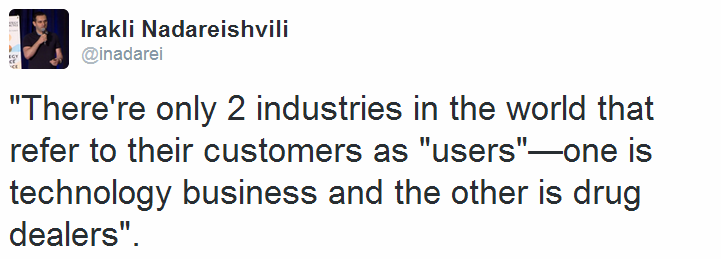 Irakli Nadareishvili
@inadarei
"There're only 2 industries in the world that
refer to their customers as "users"—one is
technology business and the other is drug
dealers".